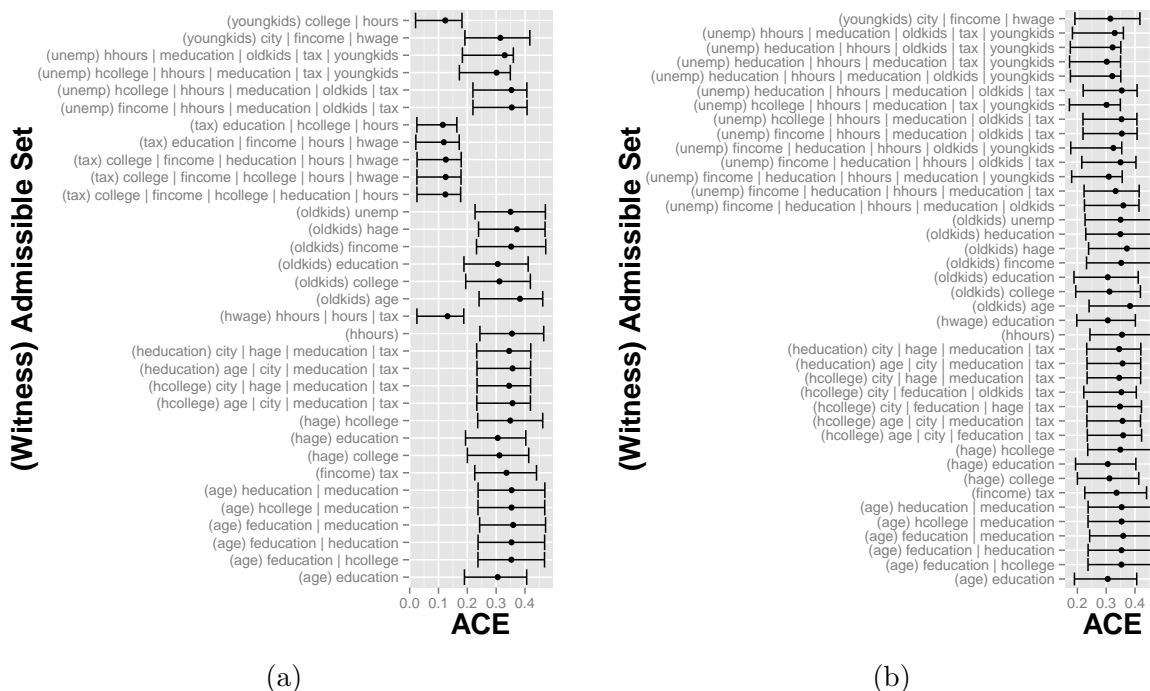 (Witness) Admissible Set
(youngkids) college | hours
(youngkids) city | fincome | hwage
(unemp) hhours | meducation | oldkids | tax | youngkids
(unemp) hcollege | hhours | meducation | tax | youngkids
(unemp) hcollege | hhours | meducation | oldkids | tax
(unemp) fincome | hhours | meducation | oldkids | tax
(tax) education | hcollege | hours
(tax) education | fincome | hours | hwage
(tax) college | fincome | heducation | hours | hwage
(tax) college | fincome | hcollege | hours | hwage
(tax) college | fincome | hcollege | heducation | hours
(oldkids) unemp
(oldkids) hage
(oldkids) fincome
(oldkids) education
(oldkids) college
(oldkids) age
(hwage) hhours | hours | tax
(hhours)
(heducation) city | hage | meducation | tax
(heducation) age | city | meducation | tax
(hcollege) city | hage | meducation | tax
(hcollege) age | city | meducation | tax
(hage) hcollege
(hage) education
(hage) college
(fincome) tax
(age) heducation | meducation
(age) hcollege | meducation
(age) feducation | meducation
(age) feducation | heducation
(age) feducation | hcollege
(age) education
0.0 0.1 0.2 0.3 0.4
ACE
(a)
(Witness) Admissible Set
(youngkids) city | fincome | hwage
(unemp) hhours | meducation | oldkids | tax | youngkids
(unemp) heducation | hhours | oldkids | tax | youngkids
(unemp) heducation | hhours | meducation | tax | youngkids
(unemp) heducation | hhours | meducation | oldkids | youngkids
(unemp) heducation | hhours | meducation | oldkids | tax
(unemp) hcollege | hhours | meducation | tax | youngkids
(unemp) hcollege | hhours | meducation | oldkids | tax
(unemp) fincome | hhours | meducation | oldkids | tax
(unemp) fincome | heducation | hhours | oldkids | youngkids
(unemp) fincome | heducation | hhours | oldkids | tax
(unemp) fincome | heducation | hhours | meducation | youngkids
(unemp) fincome | heducation | hhours | meducation | tax
(unemp) fincome | heducation | hhours | meducation | oldkids
(oldkids) unemp
(oldkids) heducation
(oldkids) hage
(oldkids) fincome
(oldkids) education
(oldkids) college
(oldkids) age
(hwage) education
(hhours)
(heducation) city | hage | meducation | tax
(heducation) age | city | meducation | tax
(hcollege) city | hage | meducation | tax
(hcollege) city | feducation | oldkids | tax
(hcollege) city | feducation | hage | tax
(hcollege) age | city | meducation | tax
(hcollege) age | city | feducation | tax
(hage) hcollege
(hage) education
(hage) college
(fincome) tax
(age) heducation | meducation
(age) hcollege | meducation
(age) feducation | meducation
(age) feducation | heducation
(age) feducation | hcollege
(age) education
0.2 0.3 0.4
ACE
(b)